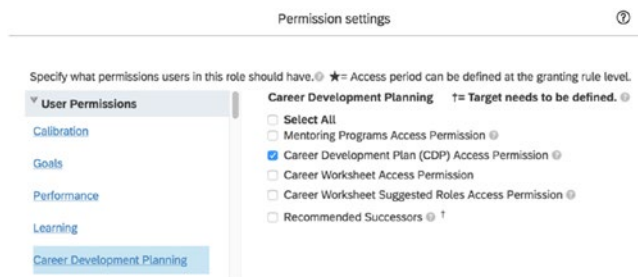 Permission settings
Specify what permissions users in this role should have. ★= Access period can be defined at the granting rule level.
User Permissions
Calibration
Goals
Performance
Learning
Career Development Planning
Career Development Planning †= Target needs to be defined.
Select All
Mentoring Programs Access Permission
Career Development Plan (CDP) Access Permission
Career Worksheet Access Permission
Career Worksheet Suggested Roles Access Permission
Recommended Successors †